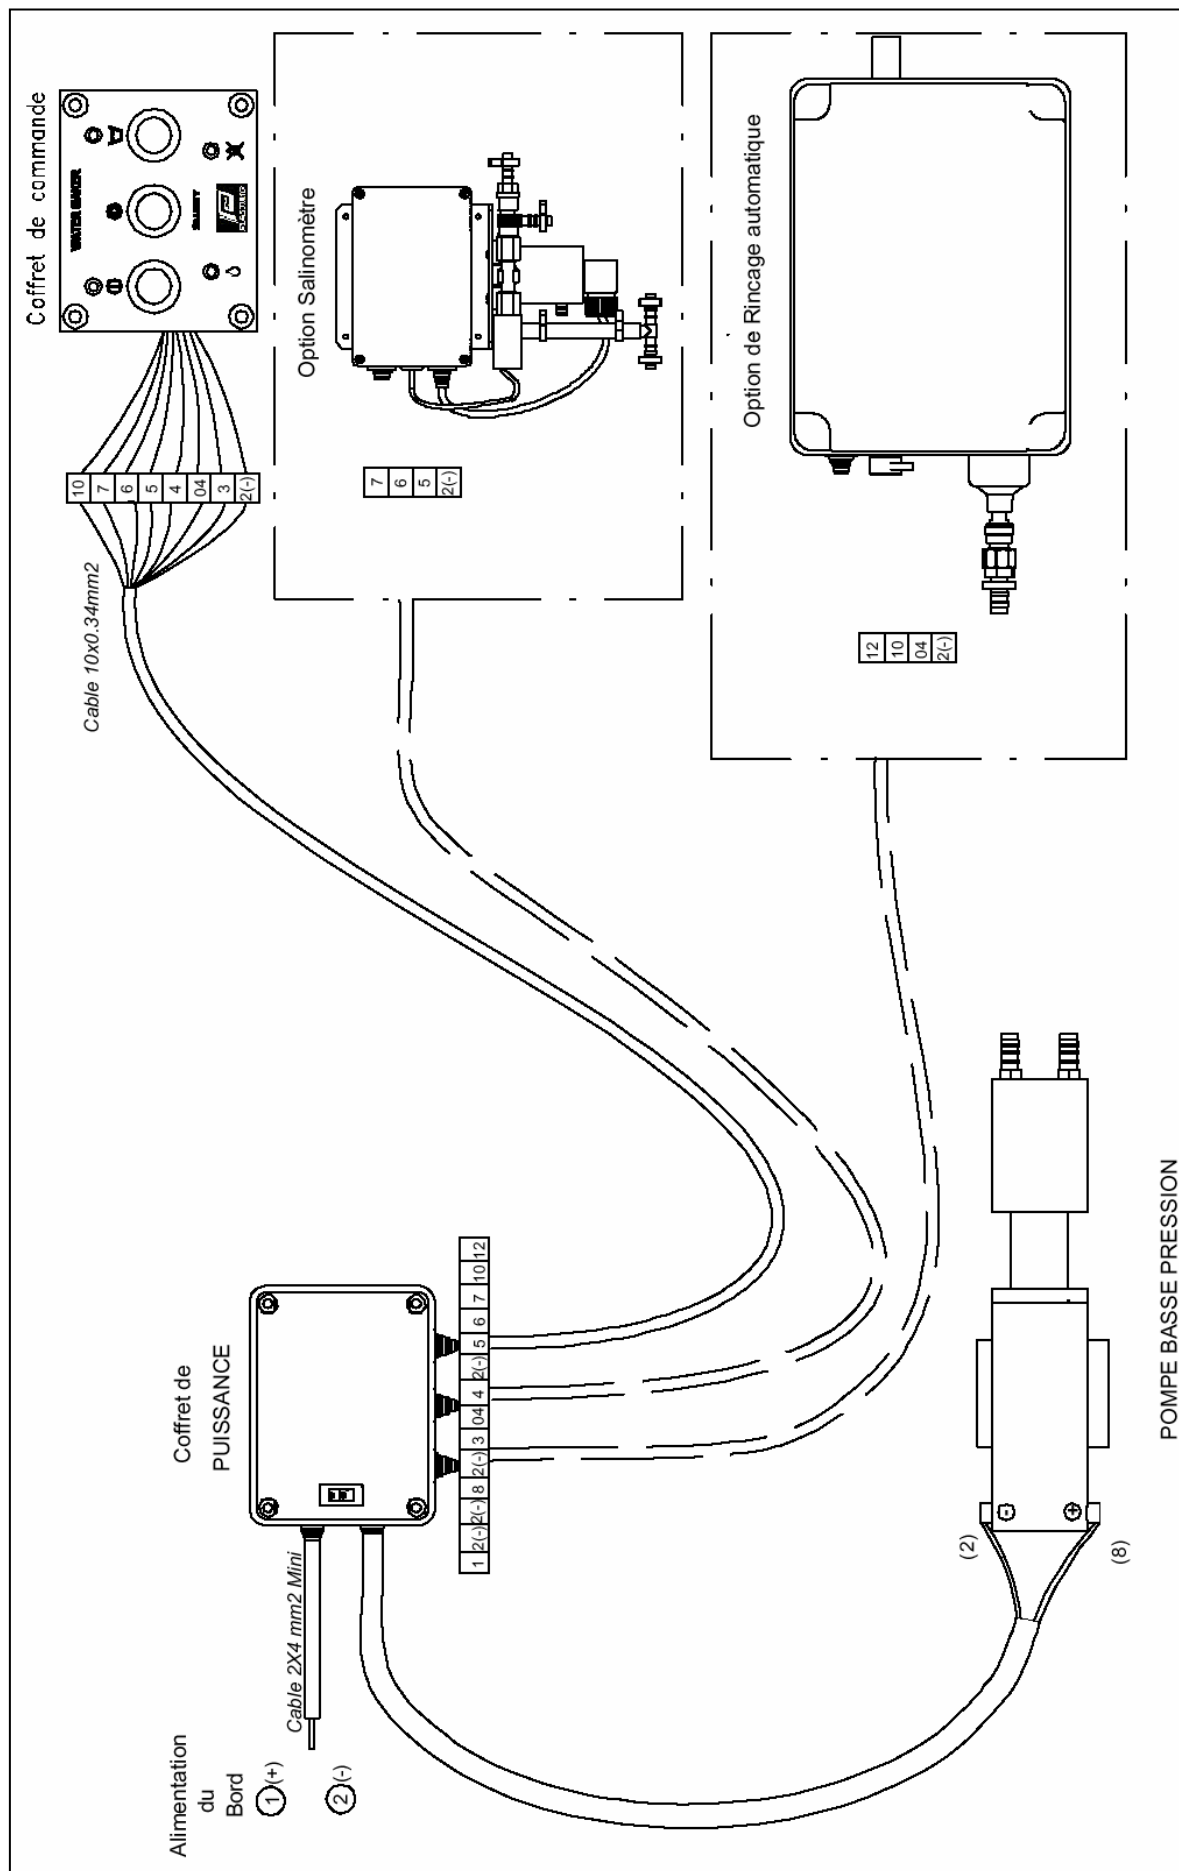 Coffret de commande
WATER MAKER
10
7
6
5
4
04
3
2(-)
Cable 10x0.34mm2
Option Salinomètre
7
6
5
2(-)
Option de Rincage automatique
12
10
04
2(-)
Coffret de
PUISSANCE
1 2(-) 2(-) 8 2(-) 3 04 4 2(-) 5 6 7 10 12
Alimentation
du
Bord
1 (+)
2 (-)
Cable 2X4 mm2 Mini
(2)
-
+
(8)
POMPE BASSE PRESSION